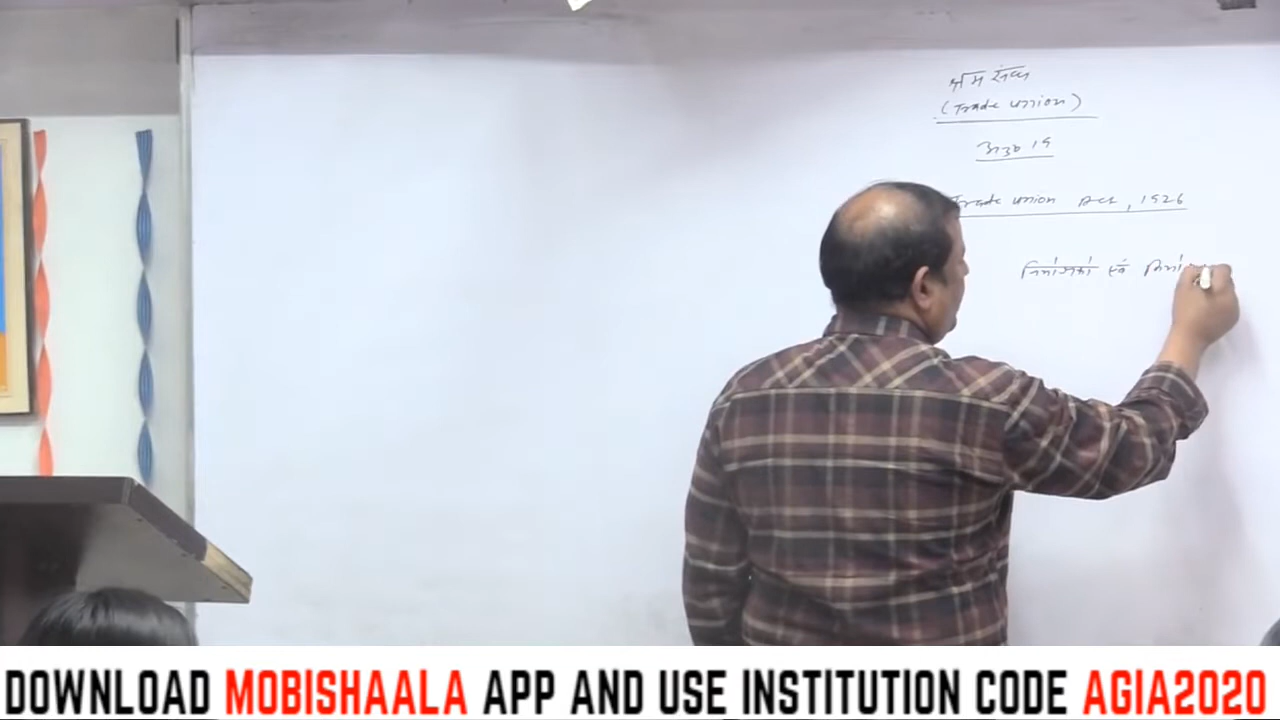 श्रम संघ
(Trade union)
अनु० 19
Trade union Act, 1926
नियोजकों एवं
DOWNLOAD MOBISHAALA APP AND USE INSTITUTION CODE AGIA2020